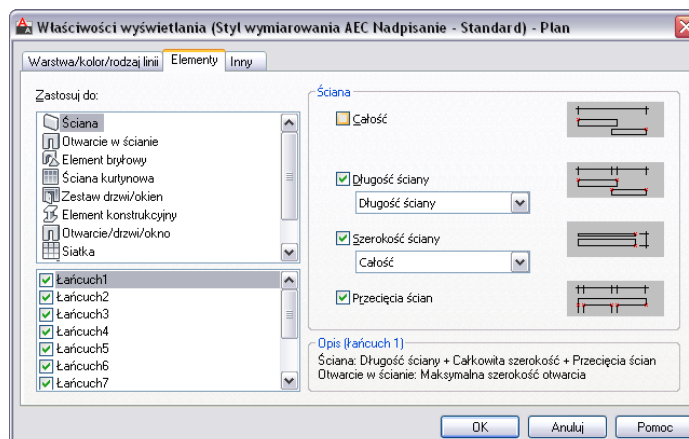 Właściwości wyświetlania (Styl wymiarowania AEC Nadpisanie - Standard) - Plan
Warstwa/kolor/rodzaj linii
Elementy
Inny
Zastosuj do:
Ściana
Otwarcie w ścianie
Element bryłowy
Ściana kurtynowa
Zestaw drzwi/okien
Element konstrukcyjny
Otwarcie/drzwi/okno
Siatka
Łańcuch1
Łańcuch2
Łańcuch3
Łańcuch4
Łańcuch5
Łańcuch6
Łańcuch7
Ściana
Całość
Długość ściany
Długość ściany
Szerokość ściany
Całość
Przecięcia ścian
Opis (łańcuch 1)
Ściana: Długość ściany + Całkowita szerokość + Przecięcia ścian
Otwarcie w ścianie: Maksymalna szerokość otwarcia
OK
Anuluj
Pomoc